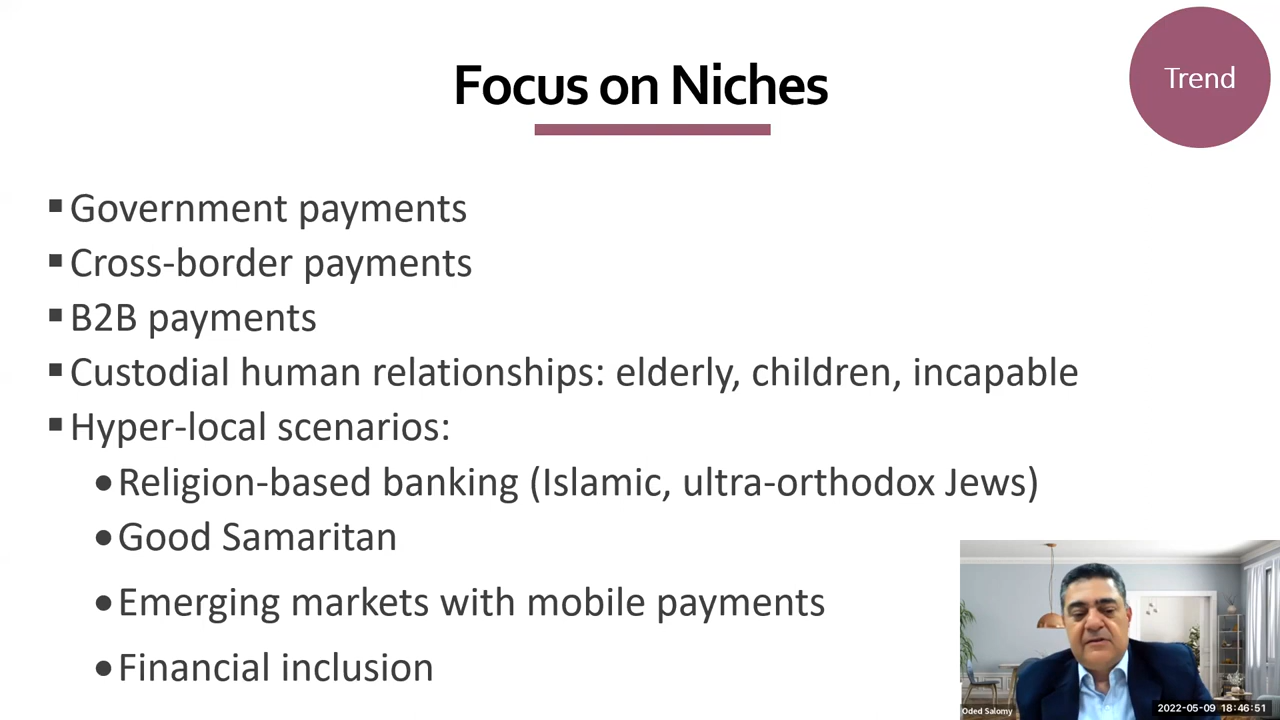 Focus on Niches
Trend
▪Government payments
▪Cross-border payments
▪B2B payments
▪Custodial human relationships: elderly, children, incapable
▪Hyper-local scenarios:
•Religion-based banking (Islamic, ultra-orthodox Jews)
•Good Samaritan
•Emerging markets with mobile payments
•Financial inclusion
Oded Salomy
2022-05-09 18:46:51